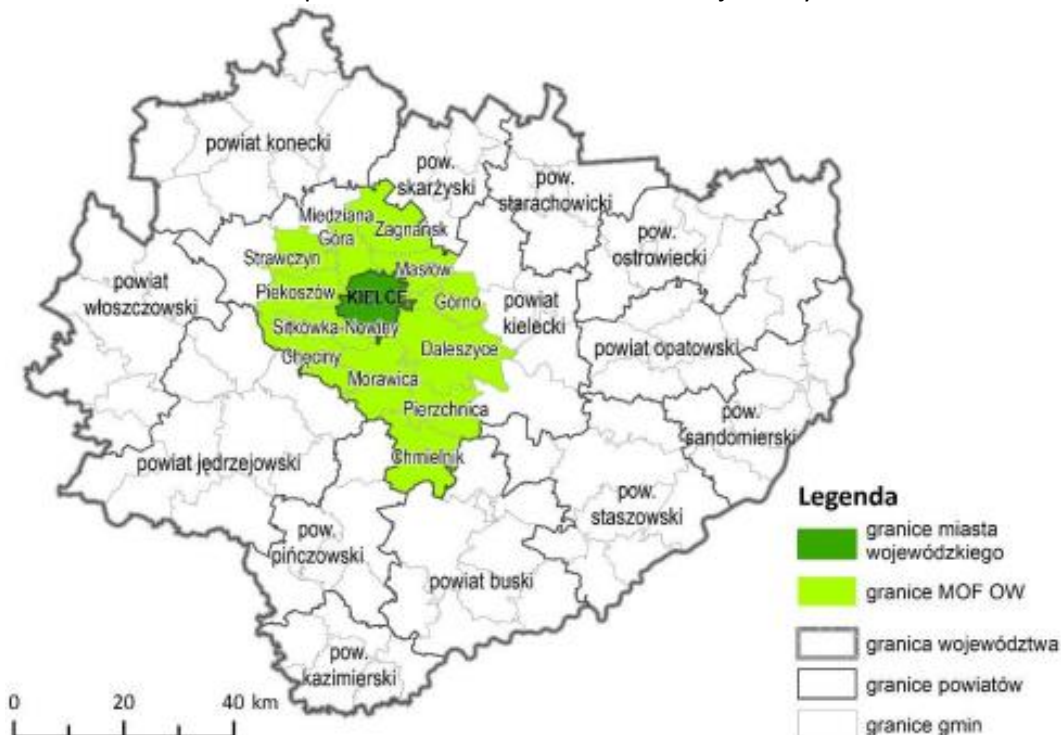 powiat konecki
pow.
skarżyski
pow.
starachowicki
Miedziana
Góra
Zagnańsk
pow.
ostrowiecki
Strawczyn
Masłów
powiat
włoszczowski
Piekoszów
KIELCE
Górno
powiat
kielecki
Sitkówka-Nowiny
Daleszyce
powiat opatowski
Chęciny
Morawica
Pierzchnica
pow.
sandomierski
Chmielnik
powiat jędrzejowski
pow.
staszowski
pow.
pińczowski
powiat buski
pow.
kazimierski
0 20 40 km
Legenda
granice miasta
wojewódzkiego
granice MOF OW
granica województwa
granice powiatów
granice gmin